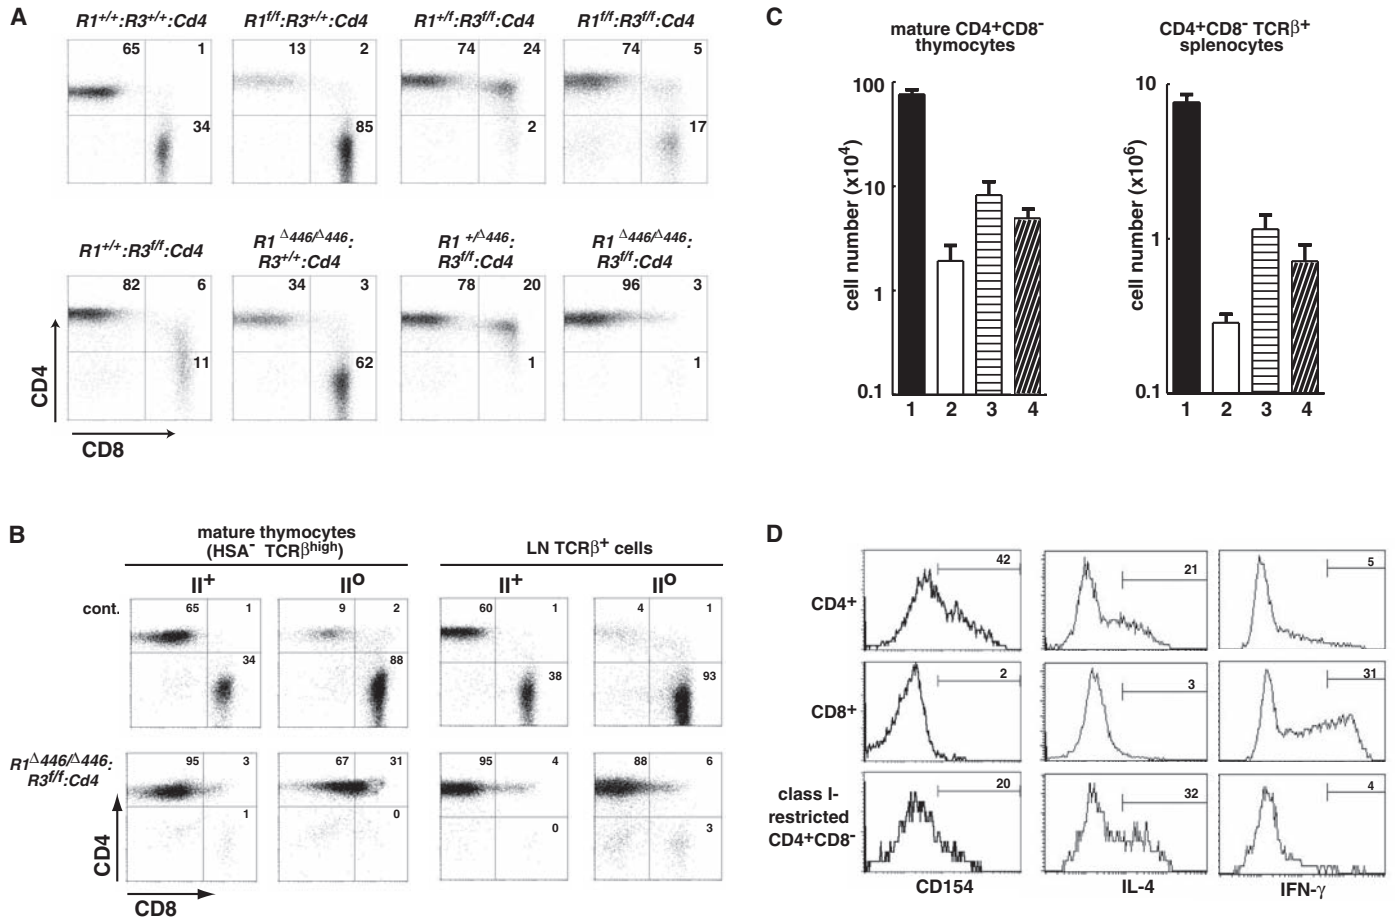 A
R1+/+:R3+/+:Cd4
R1f/f:R3+/+:Cd4
R1+/f:R3f/f:Cd4
R1f/f:R3f/f:Cd4
65 1
34
13 2
85
74 24
2
74 5
17
R1+/+:R3f/f:Cd4
R1 Δ446/Δ446:
R3+/+:Cd4
R1 +/Δ446:
R3f/f:Cd4
R1 Δ446/Δ446:
R3f/f:Cd4
82 6
11
34 3
62
78 20
1
96 3
1
CD4
CD8
B
mature thymocytes
(HSA- TCRβhigh)
LN TCRβ+ cells
II+
IIo
II+
IIo
cont.
65 1
34
9 2
88
60 1
38
4 1
93
R1Δ446/Δ446:
R3f/f:Cd4
95 3
1
67 31
0
95 4
0
88 6
3
CD4
CD8
C
mature CD4+CD8-
thymocytes
cell number (x10⁴)
100
10
1
0.1
1 2 3 4
CD4+CD8- TCRβ+
splenocytes
cell number (x10⁶)
10
1
0.1
1 2 3 4
D
CD4+
42
21
5
CD8+
2
3
31
class I-
restricted
CD4+CD8-
20
32
4
CD154
IL-4
IFN-γ